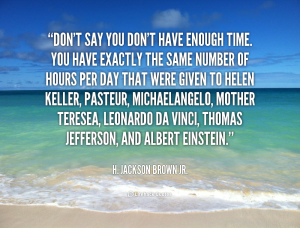 “DON'T SAY YOU DON'T HAVE ENOUGH TIME.
YOU HAVE EXACTLY THE SAME NUMBER OF
HOURS PER DAY THAT WERE GIVEN TO HELEN
KELLER, PASTEUR, MICHAELANGELO, MOTHER
TERESEA, LEONARDO DA VINCI, THOMAS
JEFFERSON, AND ALBERT EINSTEIN.”
H. JACKSON BROWN JR.